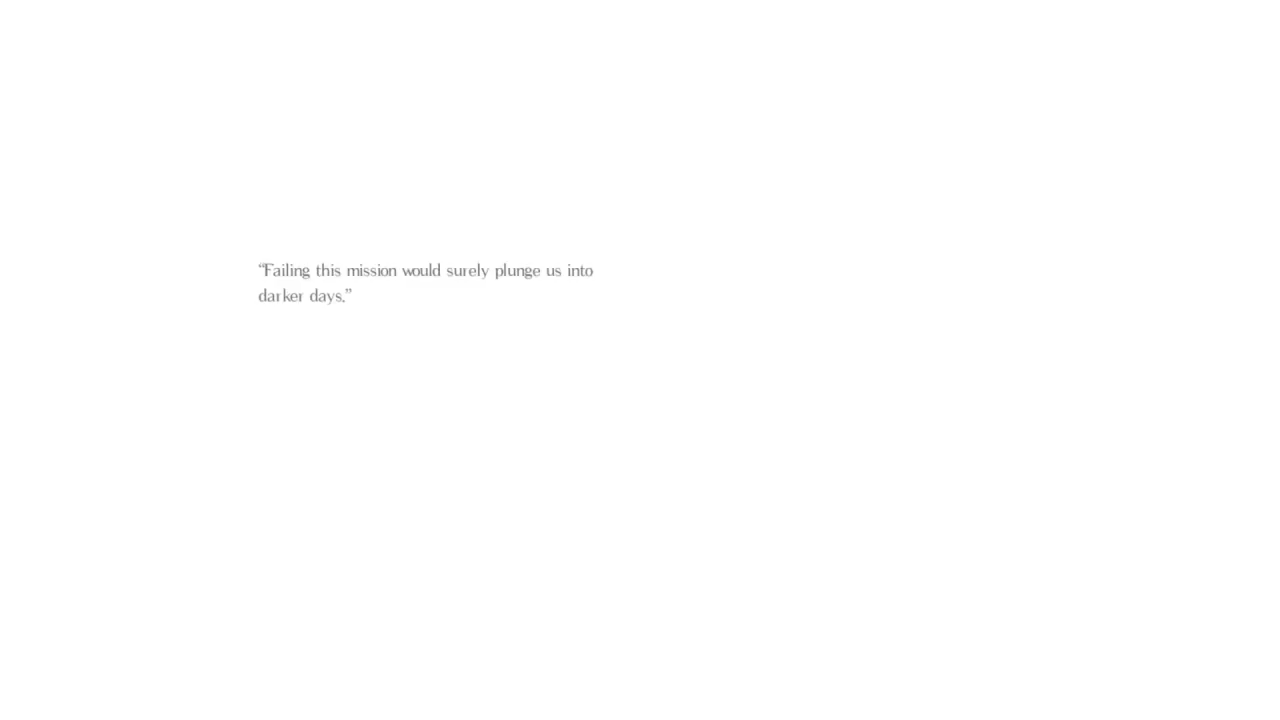 “Failing this mission would surely plunge us into
darker days.”